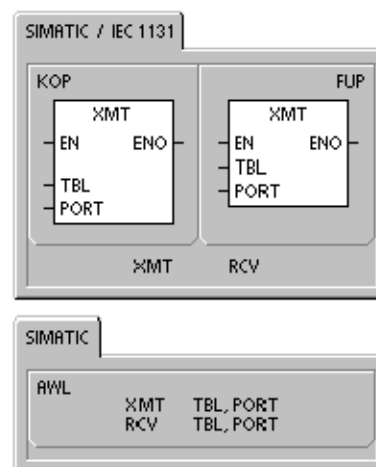 SIMATIC / IEC 1131
KOP FUP
XMT XMT
EN ENO EN ENO
TBL TBL
PORT PORT
XMT RCV
SIMATIC
AWL
XMT TBL, PORT
RCV TBL, PORT